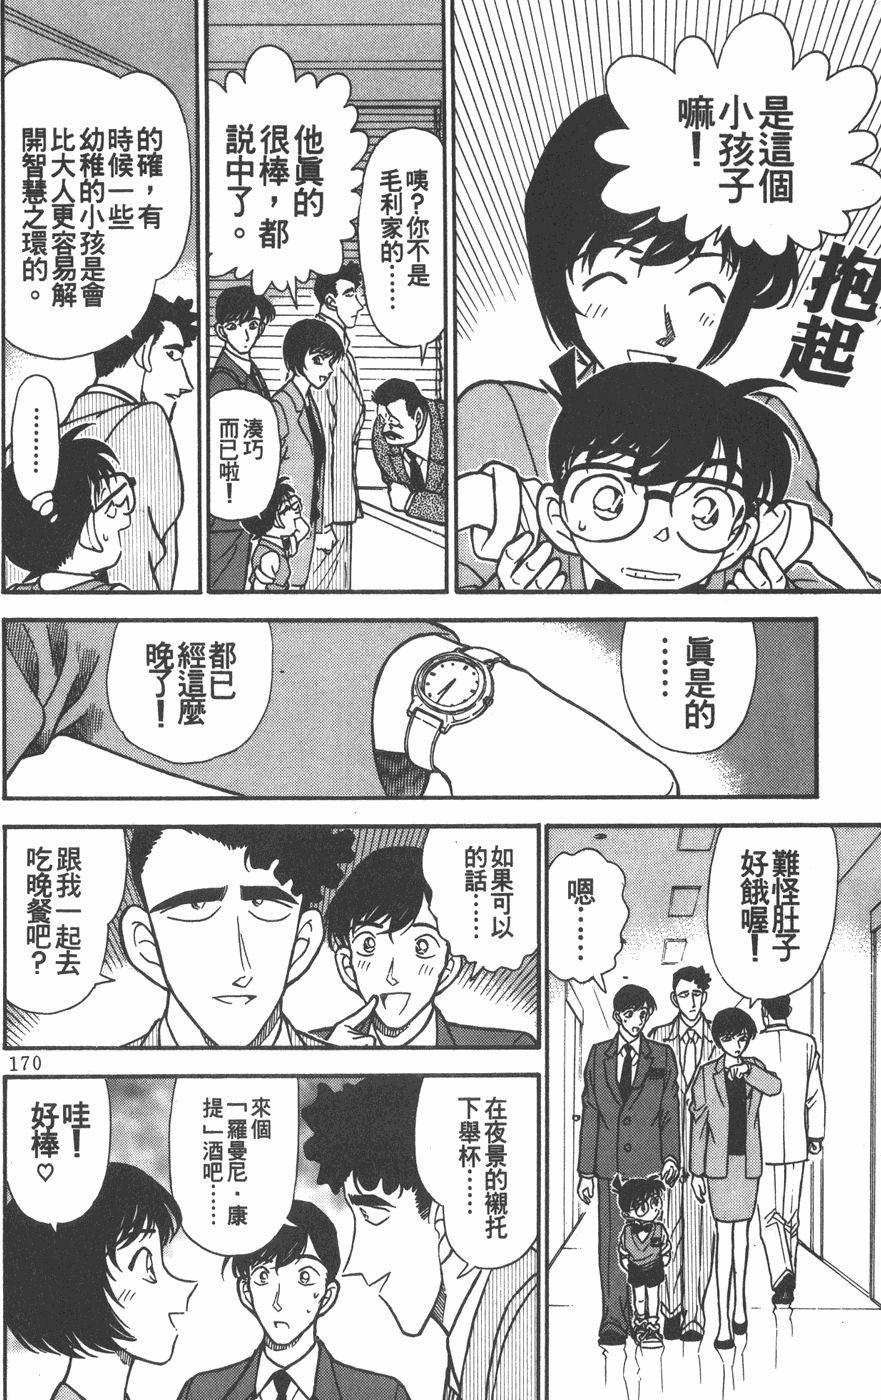 是這個
小孩子
嘛！
抱起
咦？你不是
毛利家的……
他眞的
很棒，都
説中了。
湊巧
而已啦！
的確，有
時候一些
幼稚的小孩是會
比大人更容易解
開智慧之環的。
……
眞是的
……
都已
經這麼
晚了！
難怪肚子
好餓喔！
嗯……
如果可以
的話……
跟我一起去
吃晚餐吧？
170
在夜景的襯托
下舉杯……
來個
「羅曼尼．康
提」酒吧……
哇！
好棒♡